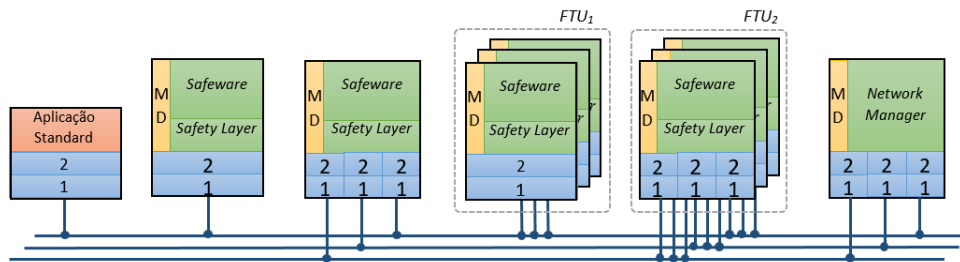 FTU₁
FTU₂
Aplicação
Standard
2
1
M
D
Safeware
Safety Layer
2
1
M
D
Safeware
Safety Layer
2 2 2
1 1 1
M
D
Safeware
Safety Layer
r
2
1
M
D
Safeware
Safety Layer
r
2 2 2
1 1 1
M
D
Network
Manager
2 2 2
1 1 1